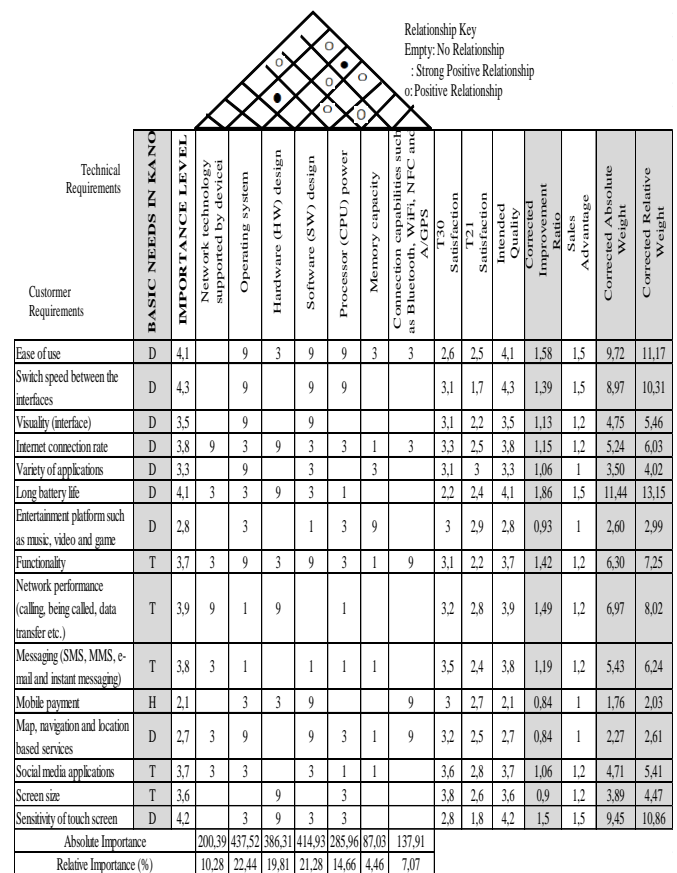 Relationship Key
Empty: No Relationship
: Strong Positive Relationship
o: Positive Relationship
Technical
Requirements
Custormer
Requirements
BASIC NEEDS IN KANO
IMPORTANCE LEVEL
Network technology
supported by devicei
Operating system
Hardware (HW) design
Software (SW) design
Processor (CPU) power
Memory capacity
Connection capabilities such
as Bluetooth, WiFi, NFC and
A/GPS
T30
Satisfaction
T21
Satisfaction
Intended
Quality
Corrected
Improvement
Ratio
Sales
Advantage
Corrected Absolute
Weight
Corrected Relative
Weight
Ease of use D 4,1 9 3 9 9 3 3 2,6 2,5 4,1 1,58 1,5 9,72 11,17
Switch speed between the
interfaces D 4,3 9 9 9 3,1 1,7 4,3 1,39 1,5 8,97 10,31
Visuality (interface) D 3,5 9 9 3,1 2,2 3,5 1,13 1,2 4,75 5,46
Internet connection rate D 3,8 9 3 9 3 3 1 3 3,3 2,5 3,8 1,15 1,2 5,24 6,03
Variety of applications D 3,3 9 3 3 3,1 3 3,3 1,06 1 3,50 4,02
Long battery life D 4,1 3 3 9 3 1 2,2 2,4 4,1 1,86 1,5 11,44 13,15
Entertainment platform such
as music, video and game D 2,8 3 1 3 9 3 2,9 2,8 0,93 1 2,60 2,99
Functionality T 3,7 3 9 3 9 3 1 9 3,1 2,2 3,7 1,42 1,2 6,30 7,25
Network performance
(calling, being called, data
transfer etc.) T 3,9 9 1 9 1 3,2 2,8 3,9 1,49 1,2 6,97 8,02
Messaging (SMS, MMS, e-
mail and instant messaging) T 3,8 3 1 1 1 1 3,5 2,4 3,8 1,19 1,2 5,43 6,24
Mobile payment H 2,1 3 3 9 9 3 2,7 2,1 0,84 1 1,76 2,03
Map, navigation and location
based services D 2,7 3 9 9 3 1 9 3,2 2,5 2,7 0,84 1 2,27 2,61
Social media applications T 3,7 3 3 3 1 1 3,6 2,8 3,7 1,06 1,2 4,71 5,41
Screen size T 3,6 9 3 3,8 2,6 3,6 0,9 1,2 3,89 4,47
Sensitivity of touch screen D 4,2 3 9 3 3 2,8 1,8 4,2 1,5 1,5 9,45 10,86
Absolute Importance 200,39 437,52 386,31 414,93 285,96 87,03 137,91
Relative Importance (%) 10,28 22,44 19,81 21,28 14,66 4,46 7,07